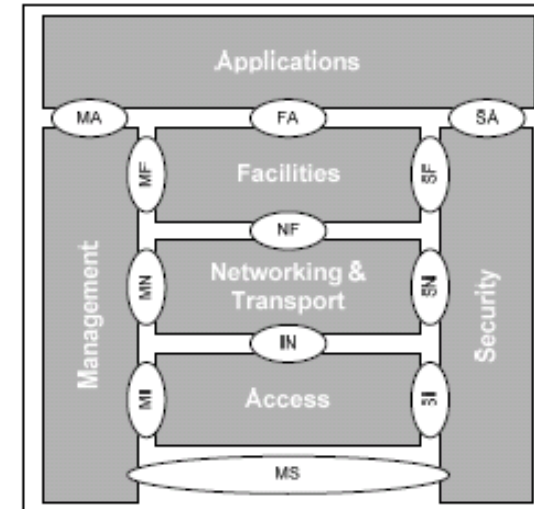 Applications
MA
FA
SA
MF
Facilities
SF
NF
Management
MN
Networking &
Transport
SN
Security
IN
MI
Access
SI
MS